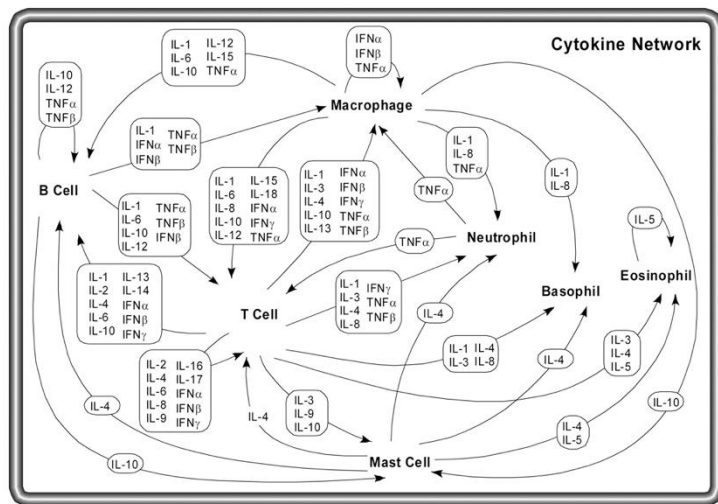 Cytokine Network
IFNα
IFNβ
TNFα
IL-1 IL-12
IL-6 IL-15
IL-10 TNFα
IL-10
IL-12
TNFα
TNFβ
Macrophage
IL-1 TNFα
IFNα TNFβ
IFNβ
IL-1
IL-8
TNFα
B Cell
IL-1 IL-15
IL-6 IL-18
IL-8 IFNα
IL-10 IFNγ
IL-12 TNFα
IL-1 IFNα
IL-3 IFNβ
IL-4 IFNγ
IL-10 TNFα
IL-13 TNFβ
TNFα
IL-1
IL-8
IL-1 TNFα
IL-6 TNFβ
IL-10 IFNβ
IL-12
IL-5
TNFα
Neutrophil
Eosinophil
IL-1 IL-13
IL-2 IL-14
IL-4 IFNα
IL-6 IFNβ
IL-10 IFNγ
IL-1 IFNγ
IL-3 TNFα
IL-4 TNFβ
IL-8
Basophil
T Cell
IL-4
IL-2 IL-16
IL-4 IL-17
IL-6 IFNα
IL-8 IFNβ
IL-9 IFNγ
IL-1 IL-4
IL-3 IL-8
IL-4
IL-3
IL-4
IL-5
IL-4
IL-4
IL-3
IL-9
IL-10
IL-4
IL-5
IL-10
IL-10
Mast Cell